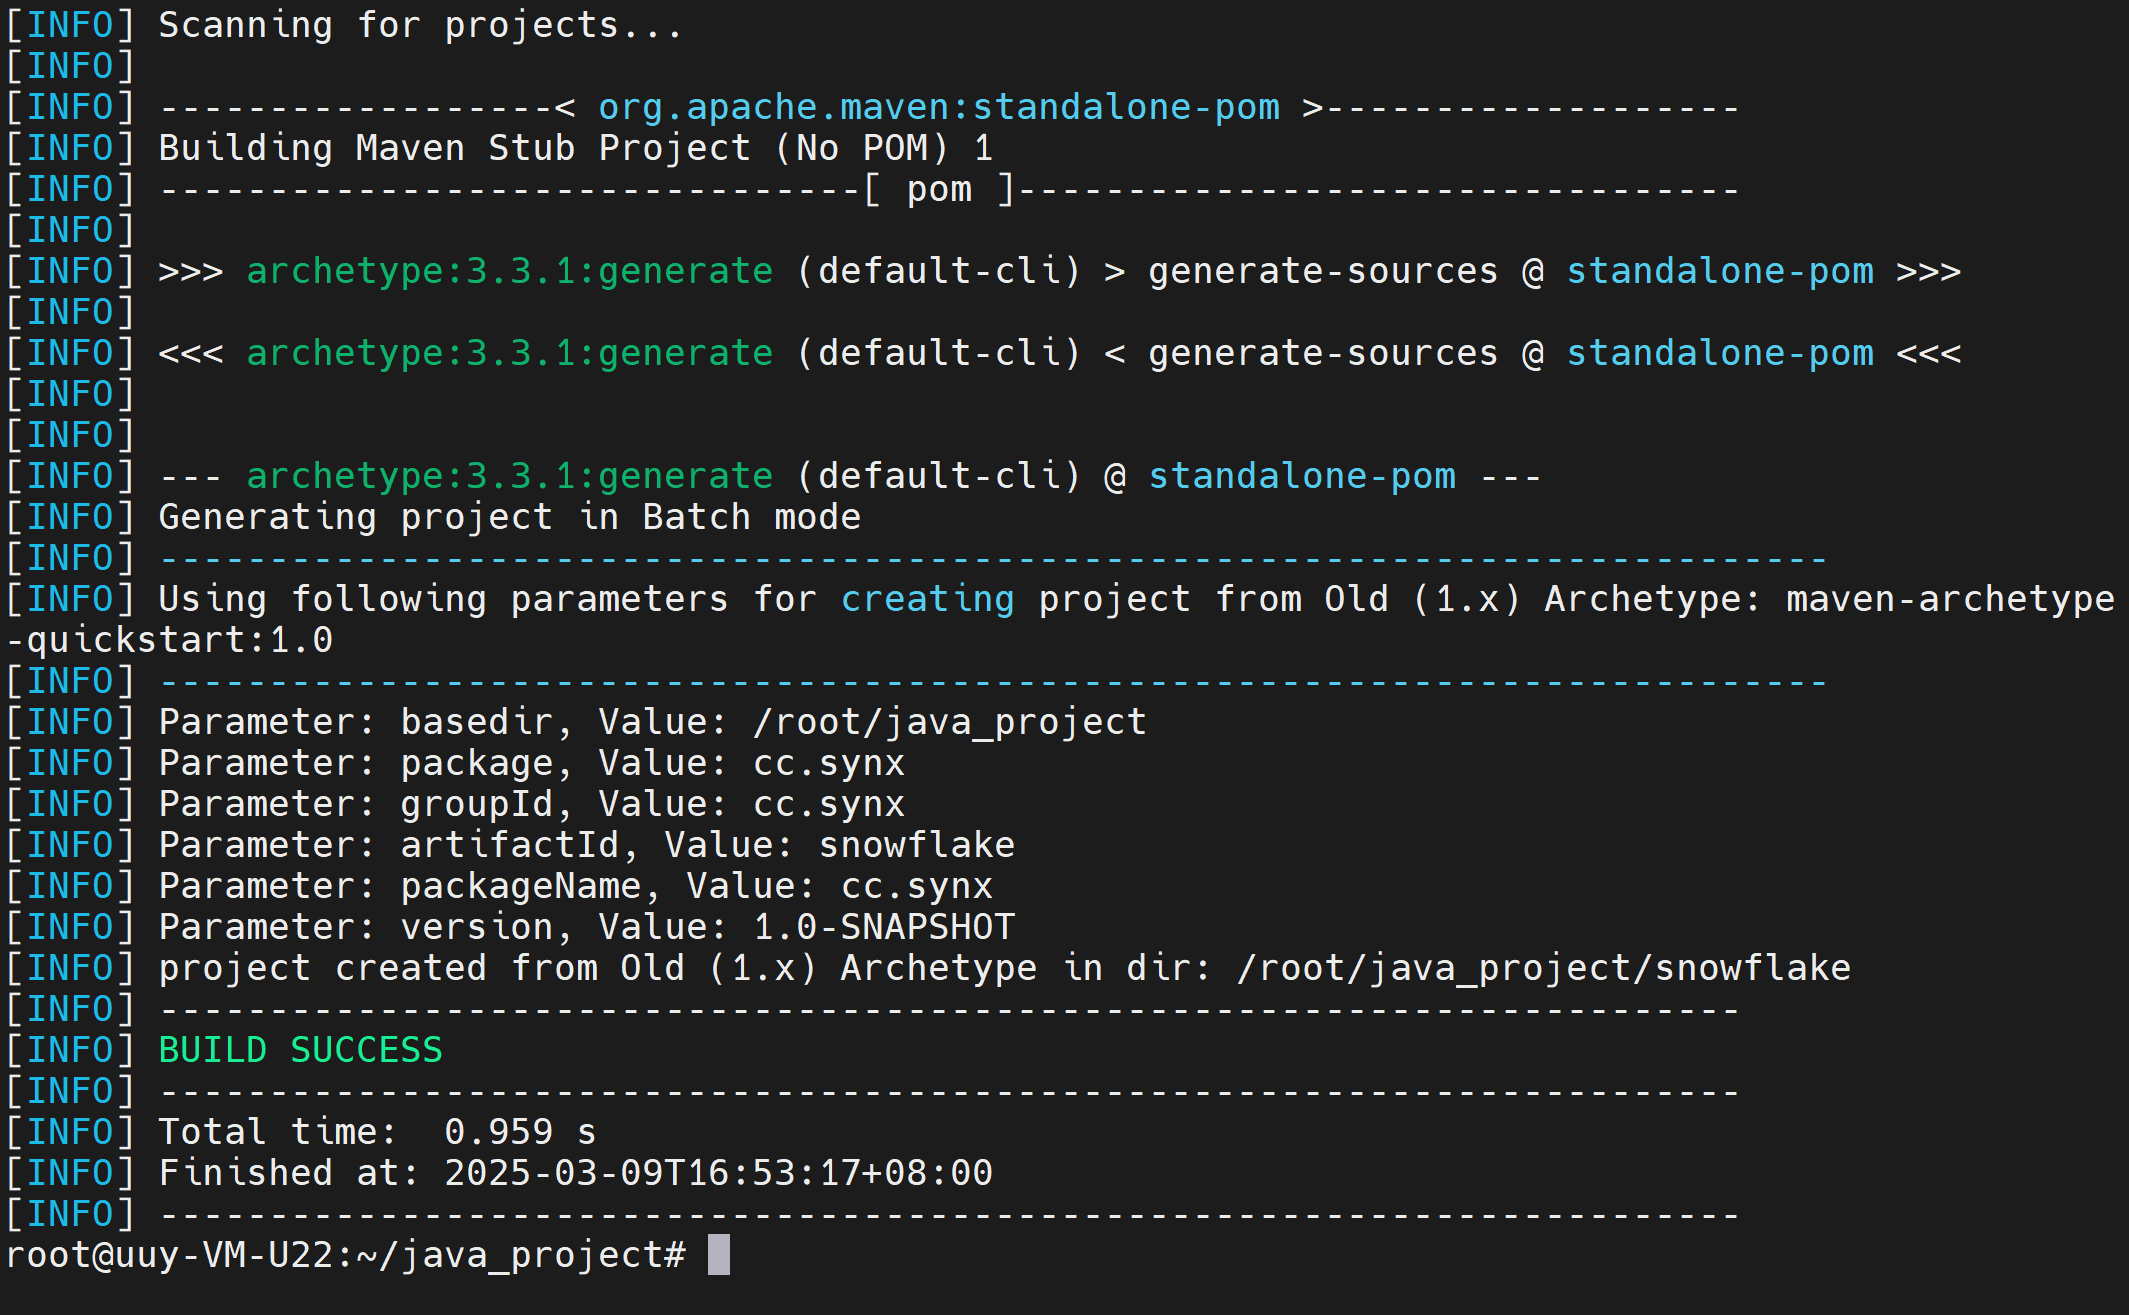 [INFO] Scanning for projects...
[INFO]
[INFO] ------------------< org.apache.maven:standalone-pom >-------------------
[INFO] Building Maven Stub Project (No POM) 1
[INFO] --------------------------------[ pom ]---------------------------------
[INFO]
[INFO] >>> archetype:3.3.1:generate (default-cli) > generate-sources @ standalone-pom >>>
[INFO]
[INFO] <<< archetype:3.3.1:generate (default-cli) < generate-sources @ standalone-pom <<<
[INFO]
[INFO]
[INFO] --- archetype:3.3.1:generate (default-cli) @ standalone-pom ---
[INFO] Generating project in Batch mode
[INFO] ----------------------------------------------------------------------------
[INFO] Using following parameters for creating project from Old (1.x) Archetype: maven-archetype
-quickstart:1.0
[INFO] ----------------------------------------------------------------------------
[INFO] Parameter: basedir, Value: /root/java_project
[INFO] Parameter: package, Value: cc.synx
[INFO] Parameter: groupId, Value: cc.synx
[INFO] Parameter: artifactId, Value: snowflake
[INFO] Parameter: packageName, Value: cc.synx
[INFO] Parameter: version, Value: 1.0-SNAPSHOT
[INFO] project created from Old (1.x) Archetype in dir: /root/java_project/snowflake
[INFO] ------------------------------------------------------------------------
[INFO] BUILD SUCCESS
[INFO] ------------------------------------------------------------------------
[INFO] Total time:  0.959 s
[INFO] Finished at: 2025-03-09T16:53:17+08:00
[INFO] ------------------------------------------------------------------------
root@uuy-VM-U22:~/java_project#